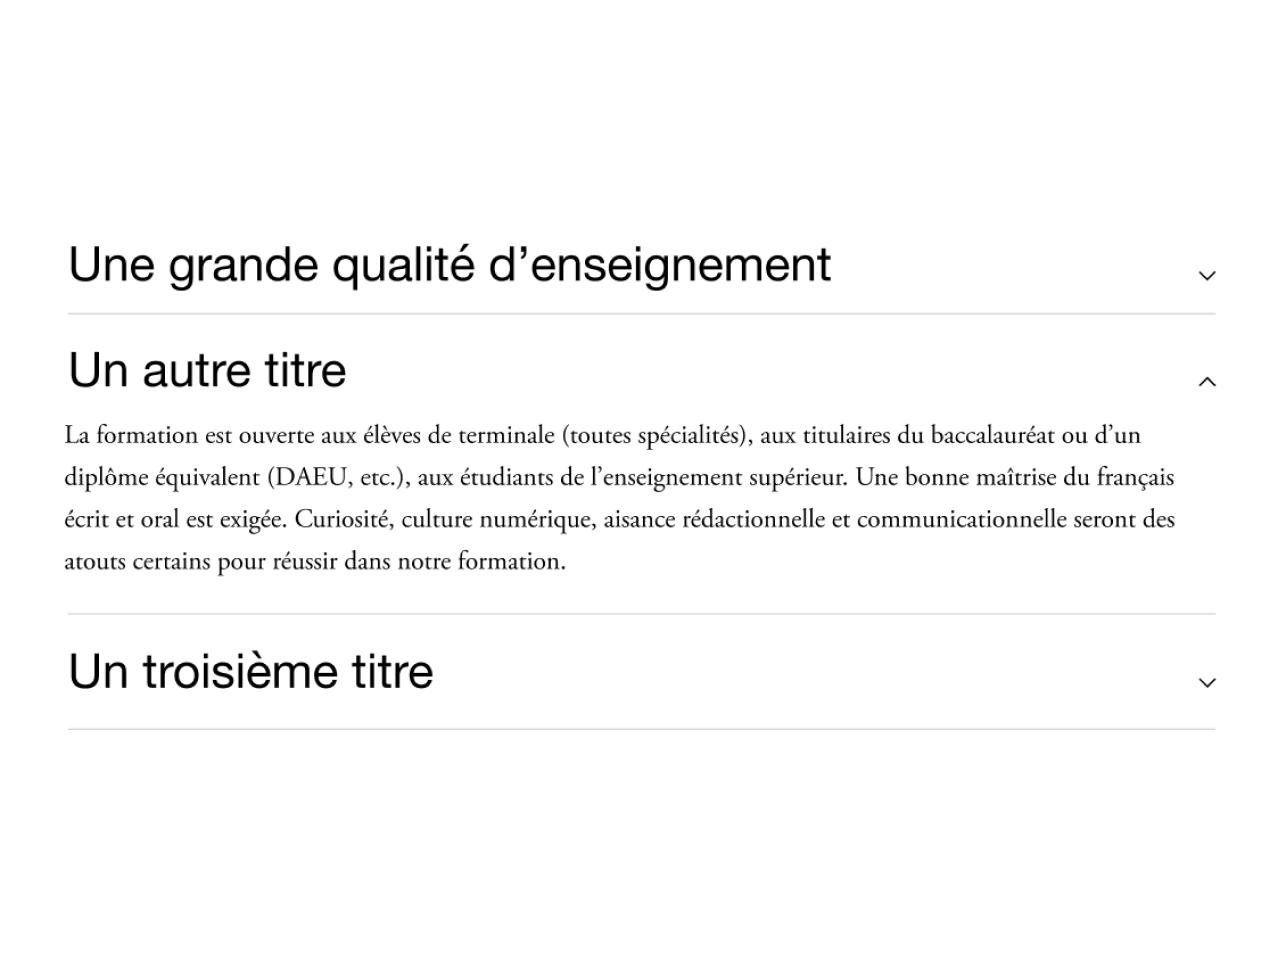 Une grande qualité d’enseignement
Un autre titre
La formation est ouverte aux élèves de terminale (toutes spécialités), aux titulaires du baccalauréat ou d’un
diplôme équivalent (DAEU, etc.), aux étudiants de l’enseignement supérieur. Une bonne maîtrise du français
écrit et oral est exigée. Curiosité, culture numérique, aisance rédactionnelle et communicationnelle seront des
atouts certains pour réussir dans notre formation.
Un troisième titre